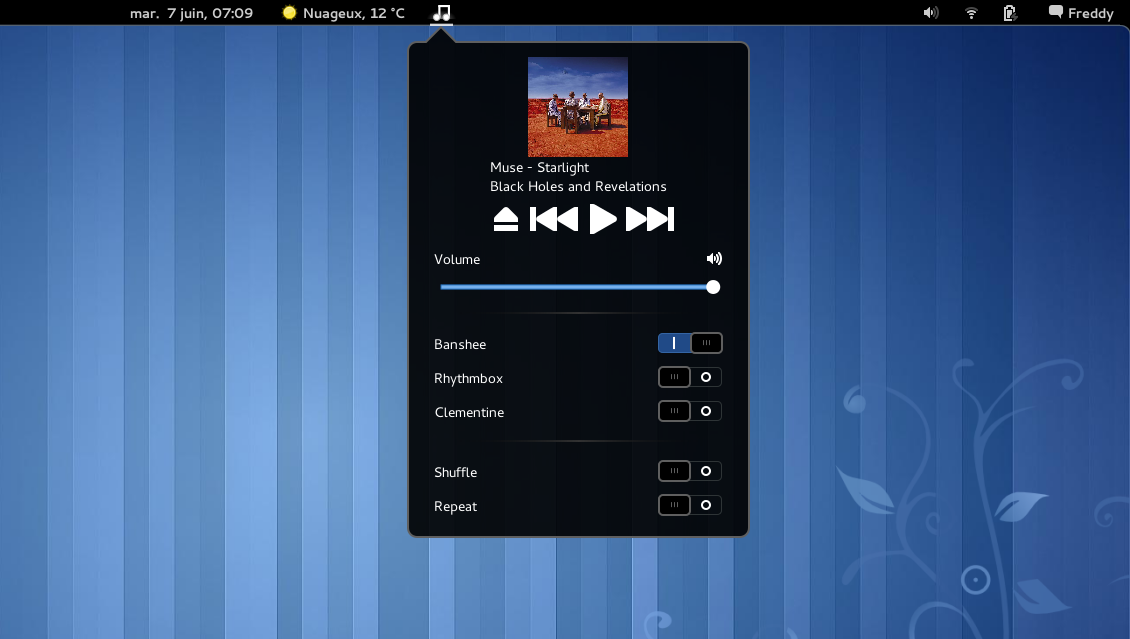 mar. 7 juin, 07:09
Nuageux, 12 °C
Freddy
Muse - Starlight
Black Holes and Revelations
Volume
Banshee
Rhythmbox
Clementine
Shuffle
Repeat